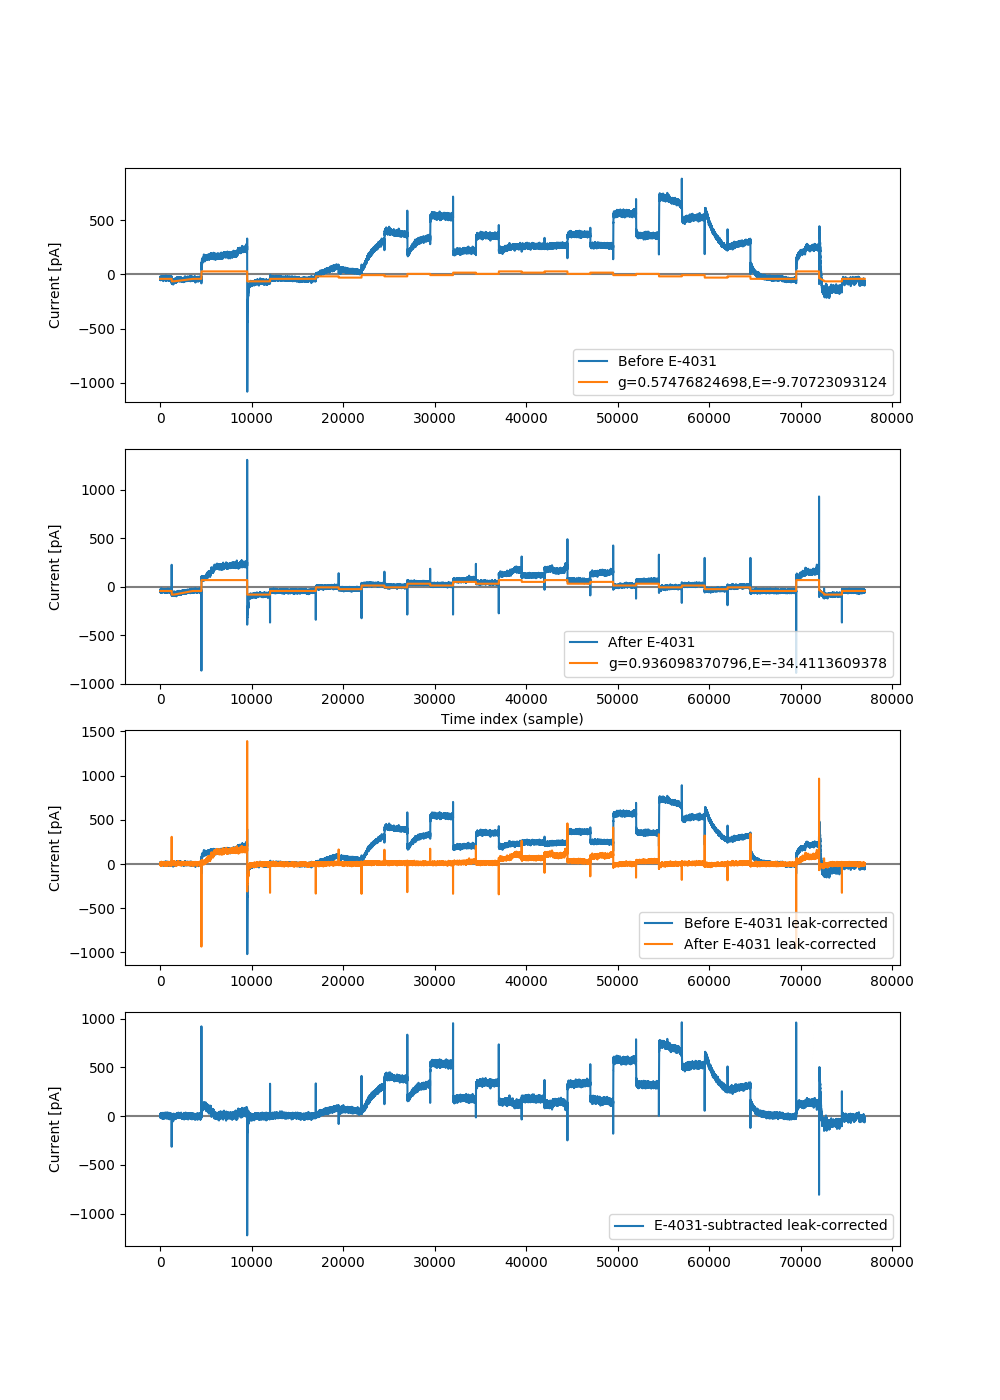 500
0
−500
−1000
Current [pA]
Before E-4031
g=0.57476824698,E=-9.70723093124
0 10000 20000 30000 40000 50000 60000 70000 80000
1000
500
0
−500
−1000
Current [pA]
After E-4031
g=0.936098370796,E=-34.4113609378
0 10000 20000 30000 40000 50000 60000 70000 80000
Time index (sample)
1500
1000
500
0
−500
−1000
Current [pA]
Before E-4031 leak-corrected
After E-4031 leak-corrected
0 10000 20000 30000 40000 50000 60000 70000 80000
1000
500
0
−500
−1000
Current [pA]
E-4031-subtracted leak-corrected
0 10000 20000 30000 40000 50000 60000 70000 80000